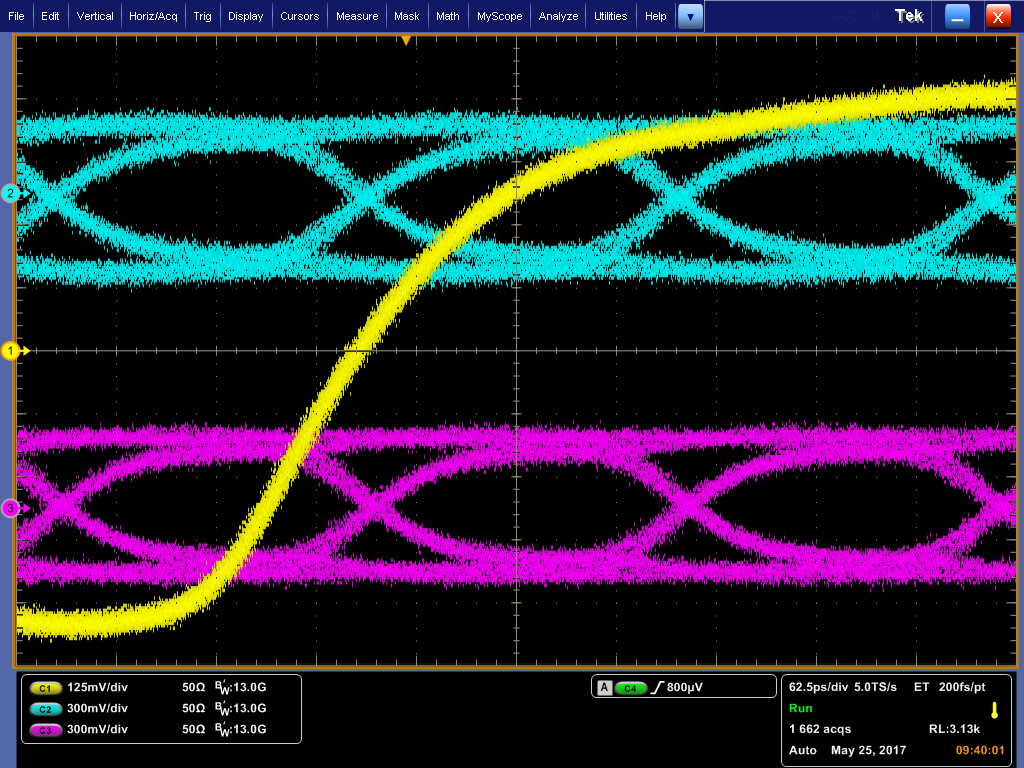 File Edit Vertical Horiz/Acq Trig Display Cursors Measure Mask Math MyScope Analyze Utilities Help Tek X
2
1
3
C1 125mV/div 50Ω BW:13.0G
C2 300mV/div 50Ω BW:13.0G
C3 300mV/div 50Ω BW:13.0G
A C4 800μV
62.5ps/div 5.0TS/s ET 200fs/pt
Run
1 662 acqs RL:3.13k
Auto May 25, 2017 09:40:01